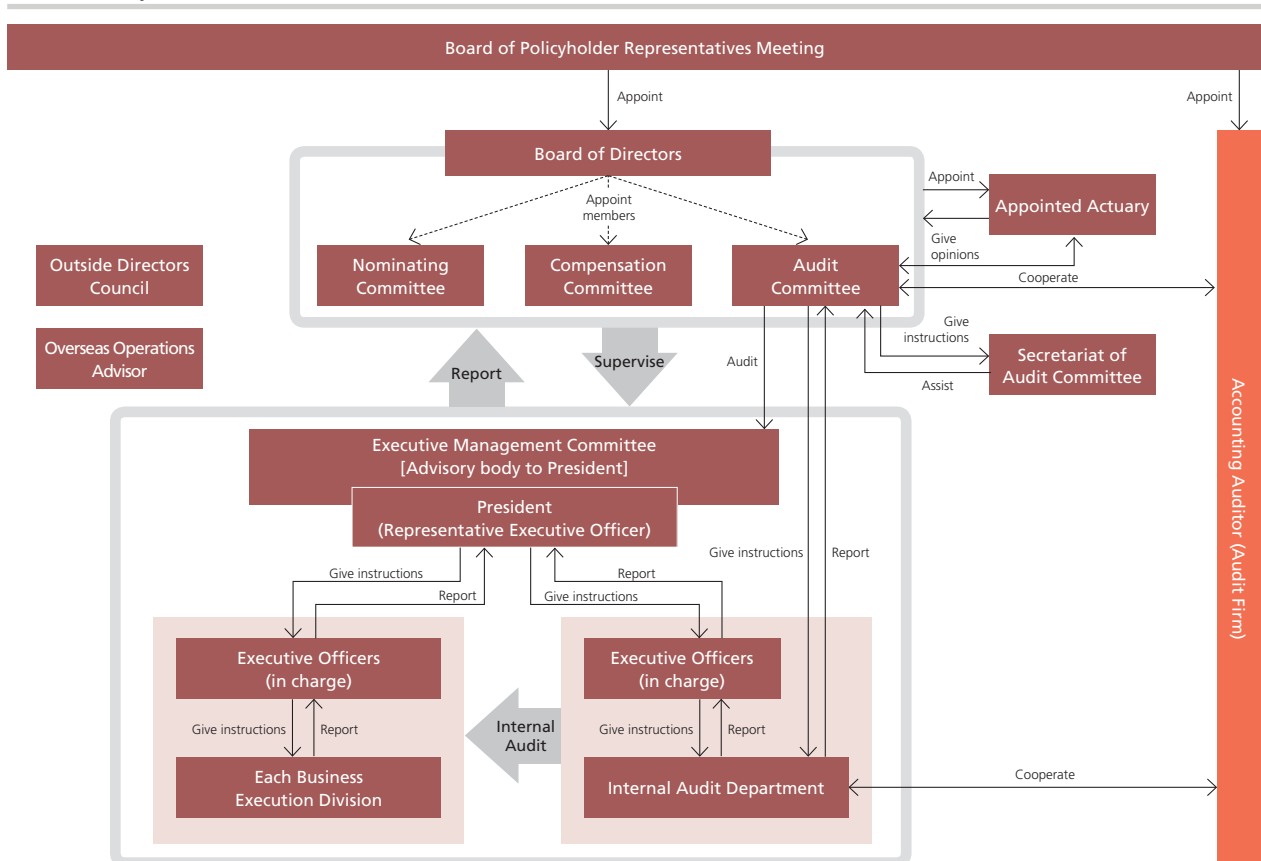 Board of Policyholder Representatives Meeting
Appoint
Appoint
Board of Directors
Appoint
members
Appoint
Appointed Actuary
Give
opinions
Outside Directors
Council
Nominating
Committee
Compensation
Committee
Audit
Committee
Cooperate
Overseas Operations
Advisor
Report
Supervise
Audit
Give
instructions
Secretariat of
Audit Committee
Assist
Accounting Auditor (Audit Firm)
Executive Management Committee
[Advisory body to President]
President
(Representative Executive Officer)
Give instructions
Report
Give instructions
Report
Give instructions
Report
Executive Officers
(in charge)
Executive Officers
(in charge)
Give instructions
Report
Internal
Audit
Give instructions
Report
Each Business
Execution Division
Internal Audit Department
Cooperate